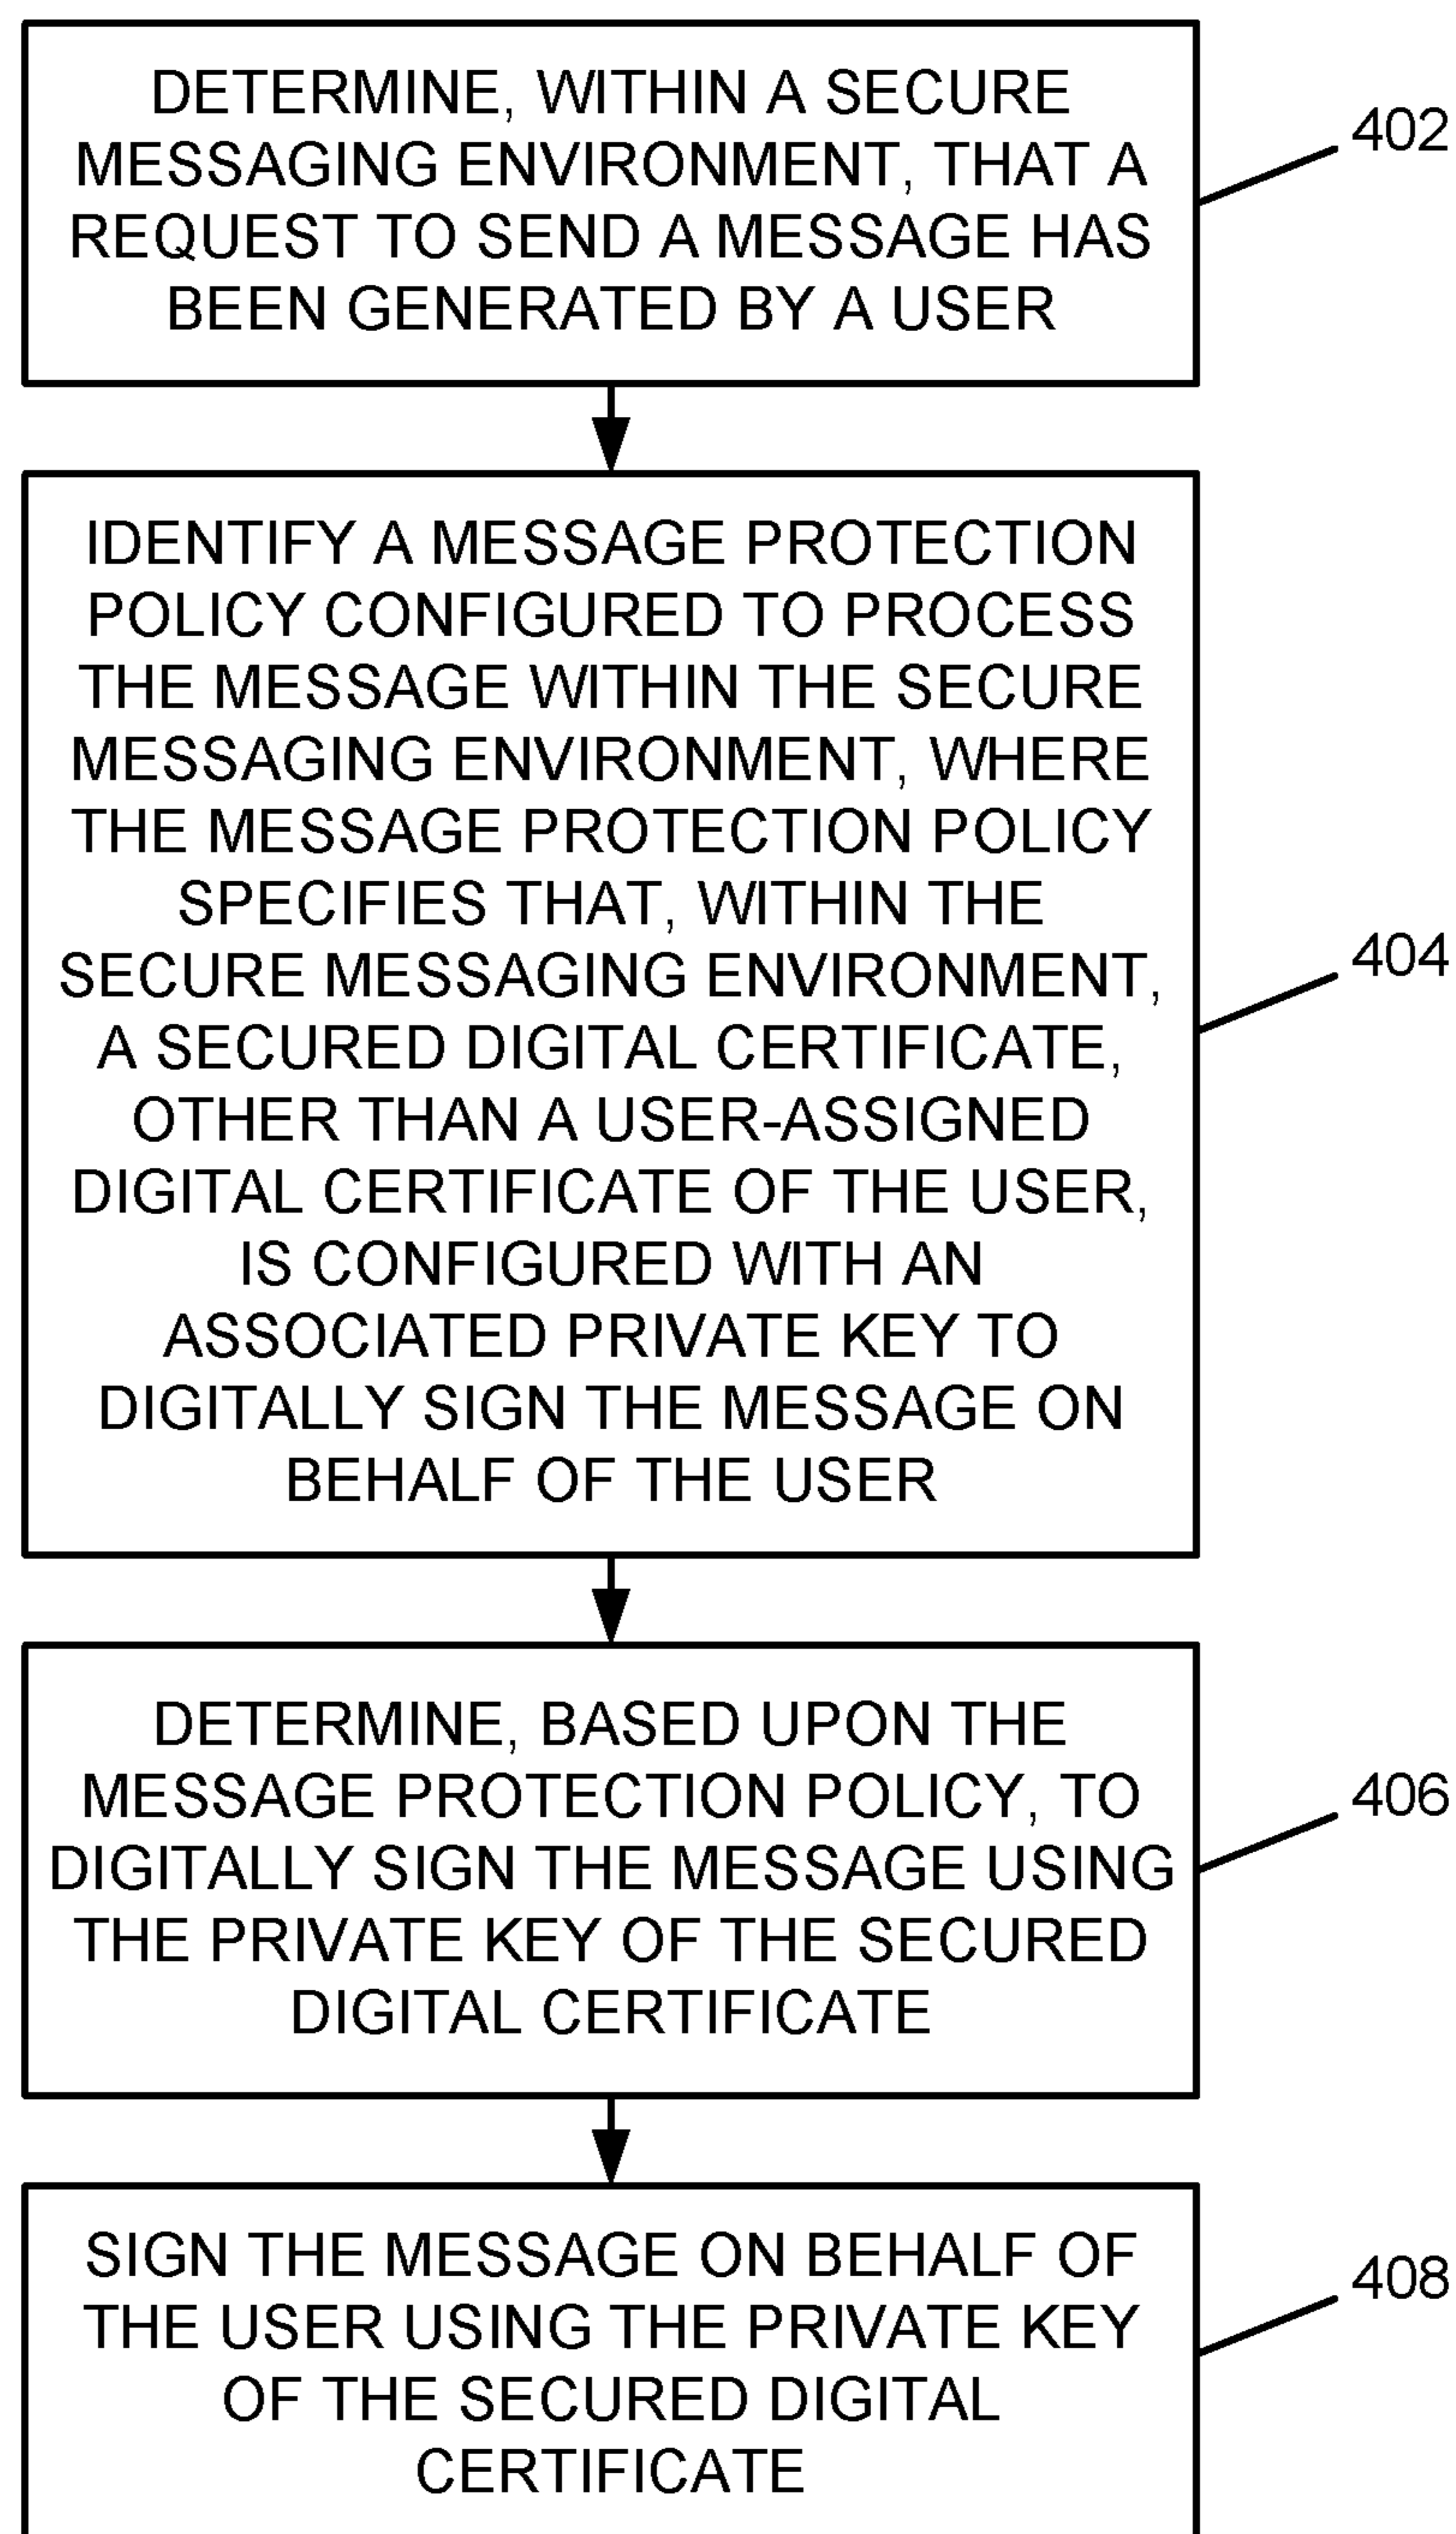 DETERMINE, WITHIN A SECURE
MESSAGING ENVIRONMENT, THAT A
REQUEST TO SEND A MESSAGE HAS
BEEN GENERATED BY A USER
402
IDENTIFY A MESSAGE PROTECTION
POLICY CONFIGURED TO PROCESS
THE MESSAGE WITHIN THE SECURE
MESSAGING ENVIRONMENT, WHERE
THE MESSAGE PROTECTION POLICY
SPECIFIES THAT, WITHIN THE
SECURE MESSAGING ENVIRONMENT,
A SECURED DIGITAL CERTIFICATE,
OTHER THAN A USER-ASSIGNED
DIGITAL CERTIFICATE OF THE USER,
IS CONFIGURED WITH AN
ASSOCIATED PRIVATE KEY TO
DIGITALLY SIGN THE MESSAGE ON
BEHALF OF THE USER
404
DETERMINE, BASED UPON THE
MESSAGE PROTECTION POLICY, TO
DIGITALLY SIGN THE MESSAGE USING
THE PRIVATE KEY OF THE SECURED
DIGITAL CERTIFICATE
406
SIGN THE MESSAGE ON BEHALF OF
THE USER USING THE PRIVATE KEY
OF THE SECURED DIGITAL
CERTIFICATE
408